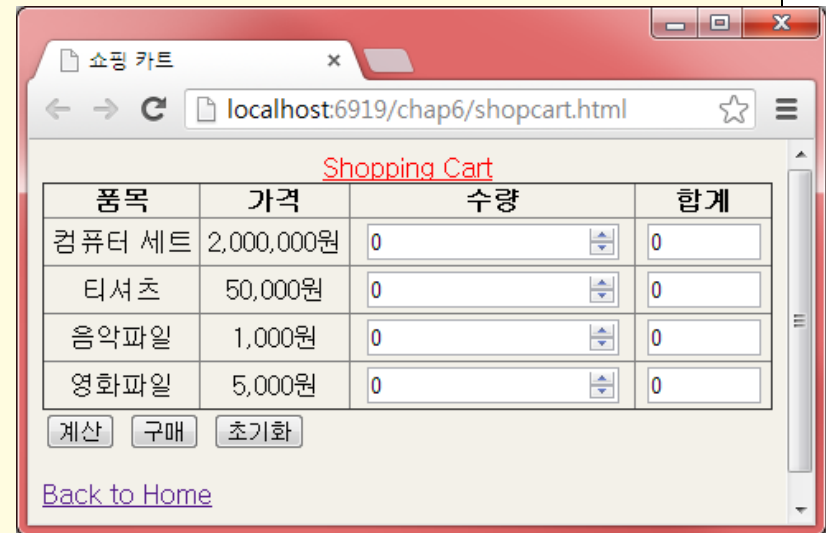 쇼핑 카트
localhost:6919/chap6/shopcart.html
Shopping Cart
품목 가격 수량 합계
컴퓨터 세트 2,000,000원 0 0
티셔츠 50,000원 0 0
음악파일 1,000원 0 0
영화파일 5,000원 0 0
계산 구매 초기화
Back to Home